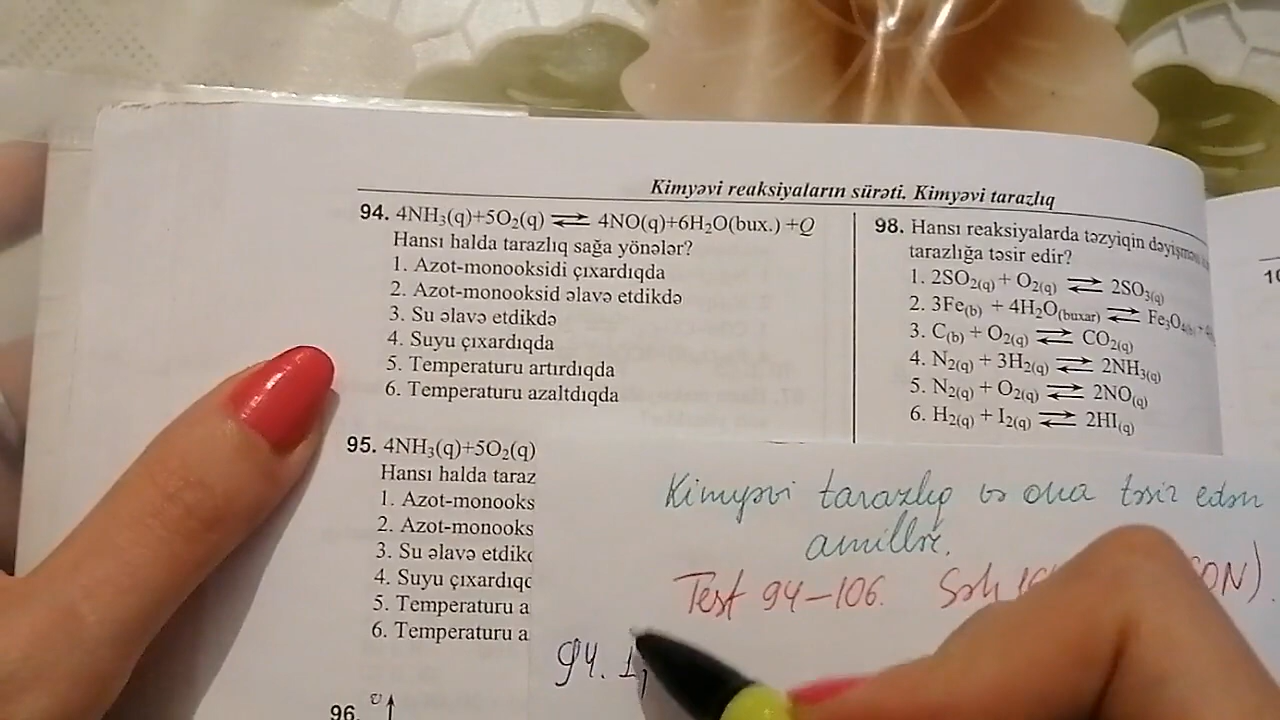 Kimyəvi reaksiyaların sürəti. Kimyəvi tarazlıq
94. 4NH₃(q)+5O₂(q) ⇄ 4NO(q)+6H₂O(bux.) +Q
Hansı halda tarazlıq sağa yönələr?
1. Azot-monooksidi çıxardıqda
2. Azot-monooksid əlavə etdikdə
3. Su əlavə etdikdə
4. Suyu çıxardıqda
5. Temperaturu artırdıqda
6. Temperaturu azaltdıqda
95. 4NH₃(q)+5O₂(q)
Hansı halda taraz
1. Azot-monooks
2. Azot-monooks
3. Su əlavə etdikd
4. Suyu çıxardıqd
5. Temperaturu a
6. Temperaturu a
96. υ
98. Hansı reaksiyalarda təzyiqin
tarazlığa təsir edir?
1. 2SO₂(q) + O₂(q) ⇄ 2SO₃(q)
2. 3Fe(b) + 4H₂O(buxar) ⇄ Fe₃O₄(b) +
3. C(b) + O₂(q) ⇄ CO₂(q)
4. N₂(q) + 3H₂(q) ⇄ 2NH₃(q)
5. N₂(q) + O₂(q) ⇄ 2NO(q)
6. H₂(q) + I₂(q) ⇄ 2HI(q)
10
Kimyəvi tarazlıq və ona təsir edən
amillər.
Test 94–106. Səh
94. 1,